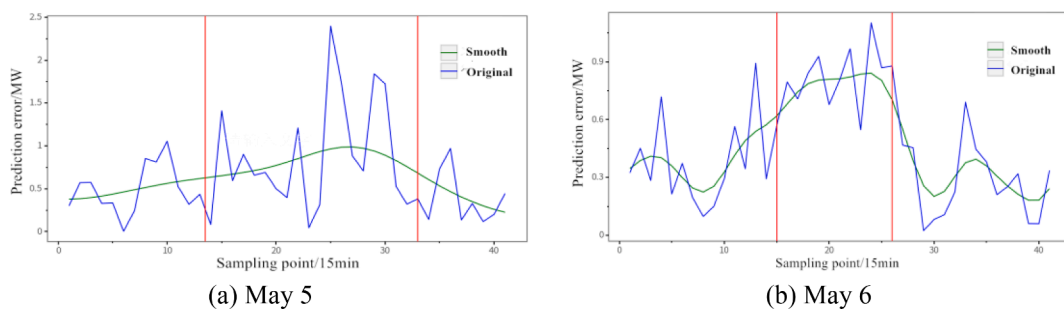 2.5
2
1.5
1
0.5
0
Prediction error/MW
Smooth
Original
0 10 20 30 40
Sampling point/15min
(a) May 5
0.9
0.6
0.3
0
Prediction error/MW
Smooth
Original
0 10 20 30 40
Sampling point/15min
(b) May 6